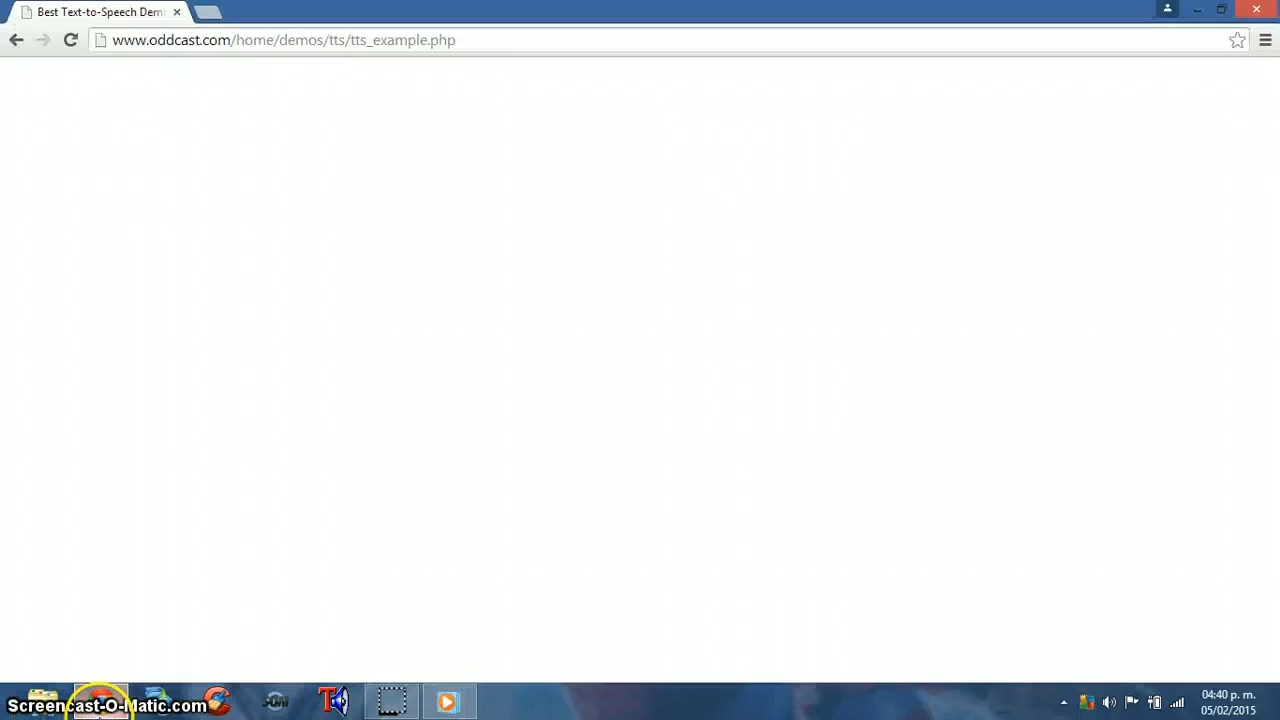 Best Text-to-Speech Dem
www.oddcast.com/home/demos/tts/tts_example.php
Screencast-O-Matic.com
04:40 p. m.
05/02/2015